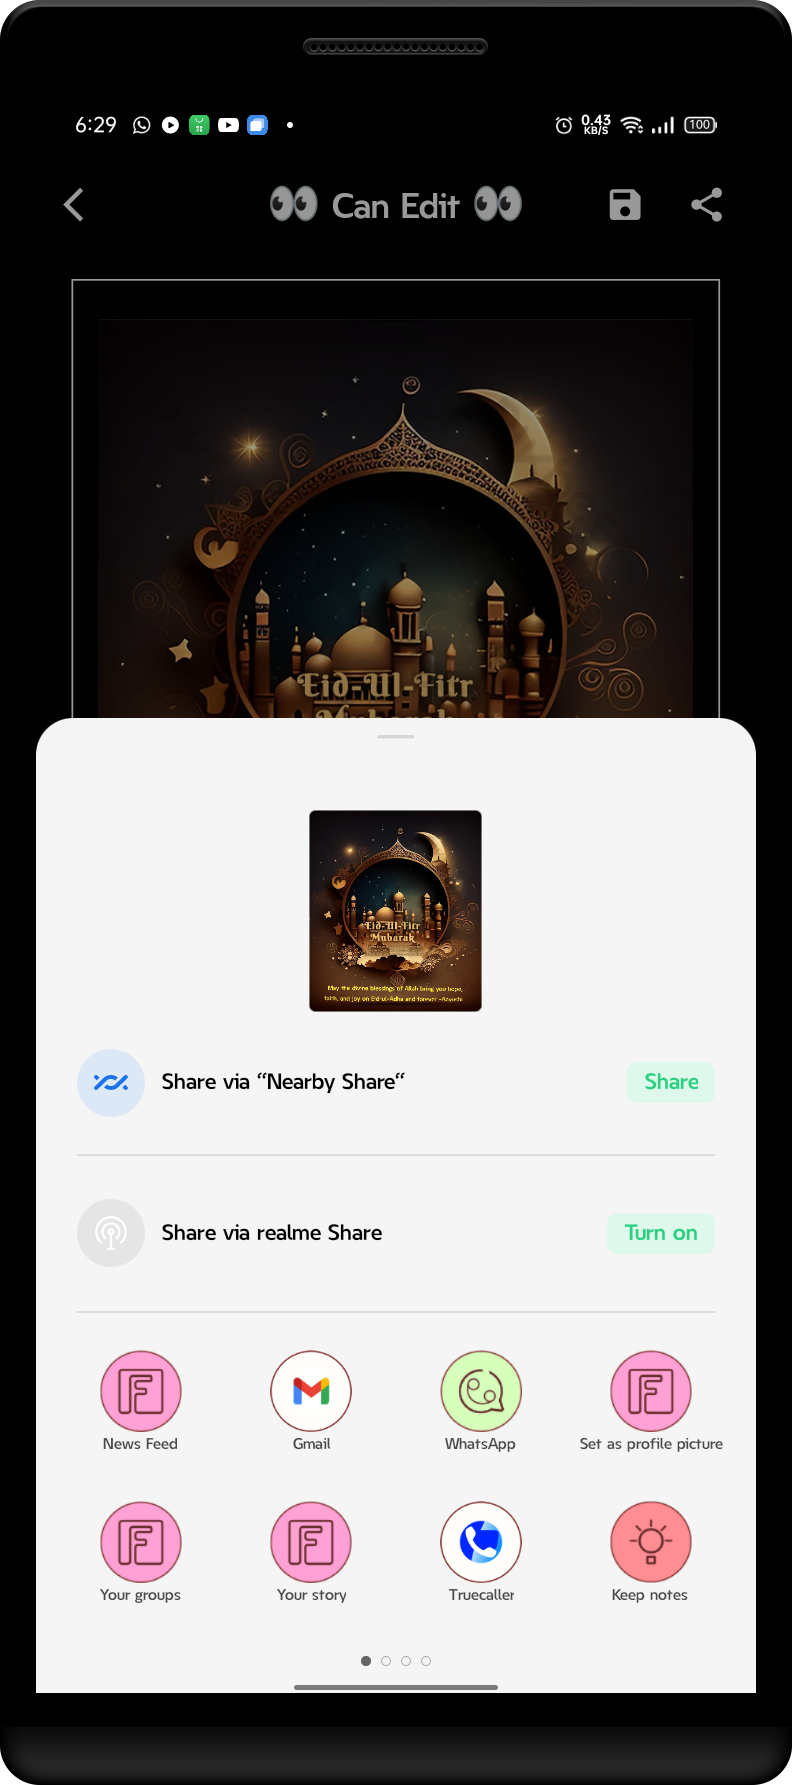 6:29
0.43
KB/S
100
👀 Can Edit 👀
Eid-Ul-Fitr
Mubarak
Eid-Ul-Fitr
Mubarak
May the divine blessings of Allah bring you hope,
faith, and joy on Eid-ul-Adha and forever -Aayushi
Share via “Nearby Share“
Share
Share via realme Share
Turn on
News Feed
Gmail
WhatsApp
Set as profile picture
Your groups
Your story
Truecaller
Keep notes